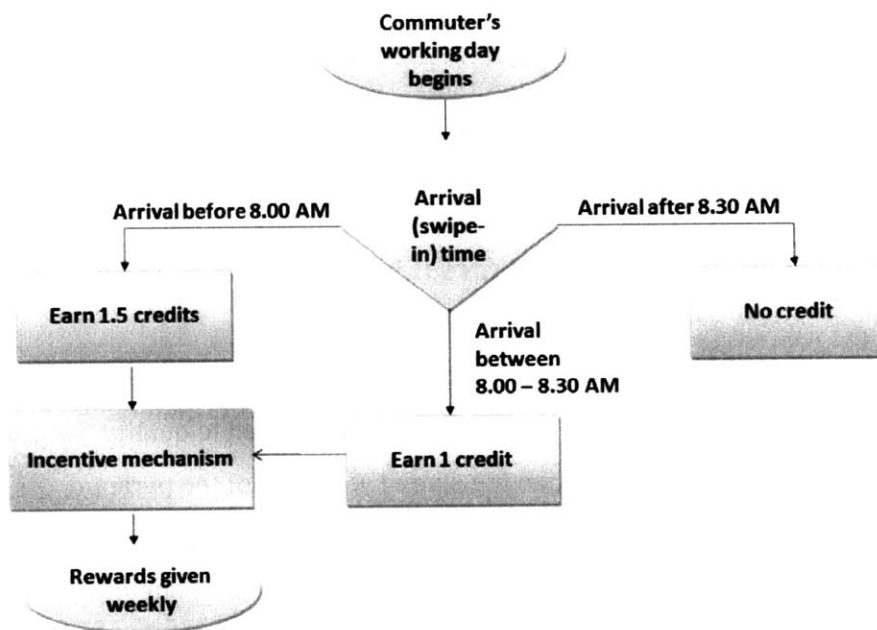 Commuter's
working day
begins
Arrival before 8.00 AM
Arrival
(swipe-
in) time
Arrival after 8.30 AM
Earn 1.5 credits
No credit
Arrival
between
8.00 – 8.30 AM
Incentive mechanism
Earn 1 credit
Rewards given
weekly